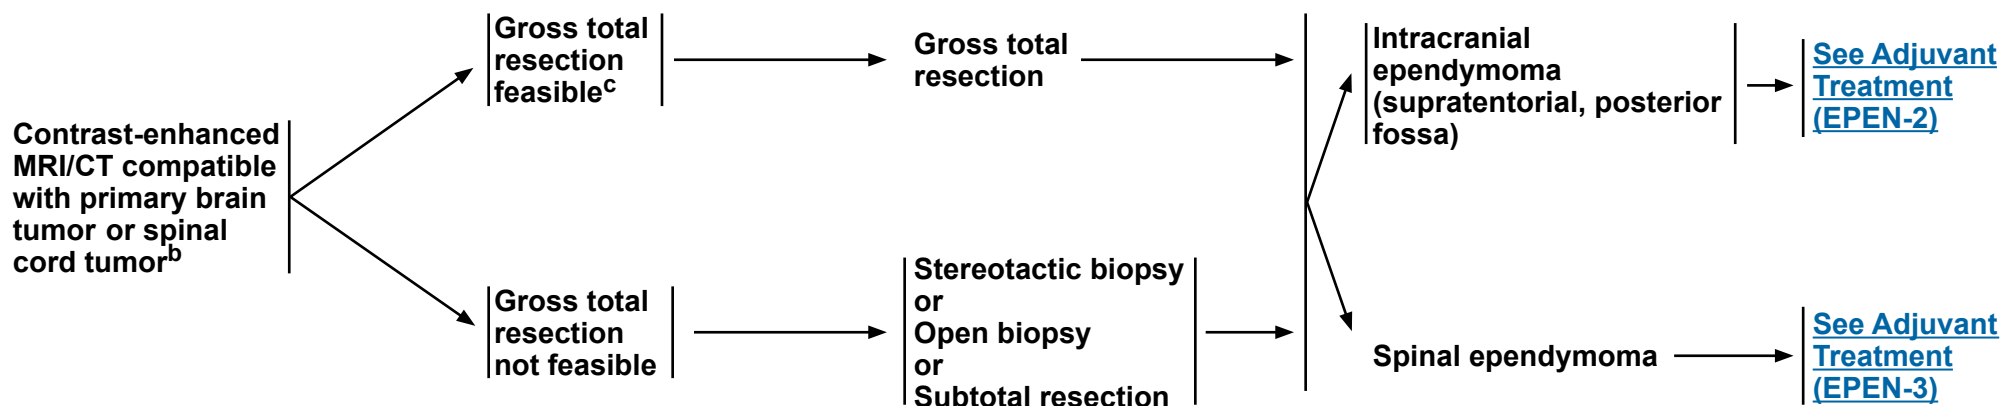 Contrast-enhanced
MRI/CT compatible
with primary brain
tumor or spinal
cord tumorb
Gross total
resection
feasiblec
Gross total
resection
not feasible
Gross total
resection
Stereotactic biopsy
or
Open biopsy
or
Subtotal resection
Intracranial
ependymoma
(supratentorial, posterior
fossa)
Spinal ependymoma
See Adjuvant
Treatment
(EPEN-2)
See Adjuvant
Treatment
(EPEN-3)